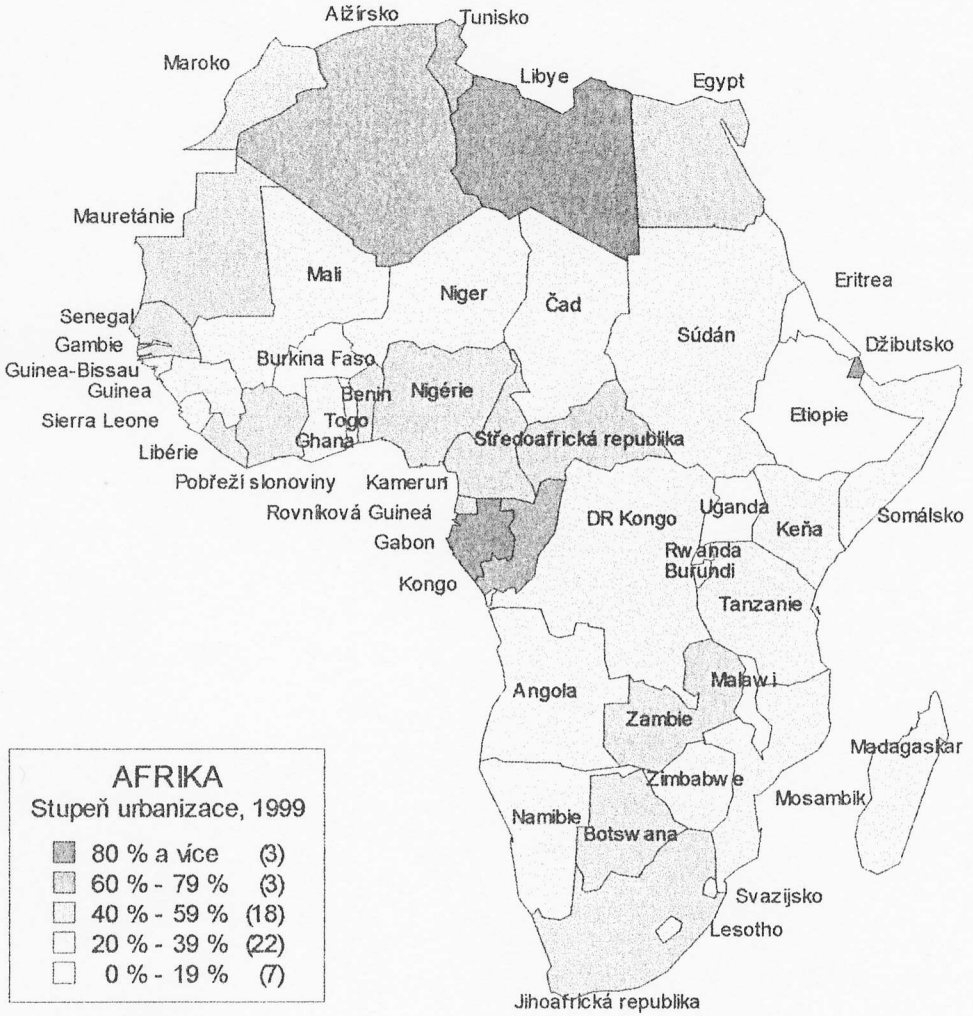 Alžírsko
Tunisko
Maroko
Libye
Egypt
Mauretánie
Mali
Niger
Čad
Eritrea
Senegal
Súdán
Gambie
Džibutsko
Burkina Faso
Guinea-Bissau
Guinea
Benin
Nigérie
Etiopie
Sierra Leone
Togo
Ghana
Středoafrická republika
Libérie
Pobřeží slonoviny
Kamerun
Rovníková Guineá
DR Kongo
Uganda
Keňa
Somálsko
Gabon
Rwanda
Burundi
Kongo
Tanzanie
Angola
Malawi
Zambie
Madagaskar
Zimbabwe
Mosambik
Namibie
Botswana
Svazijsko
Lesotho
Jihoafrická republika
AFRIKA
Stupeň urbanizace, 1999
80 % a více (3)
60 % - 79 % (3)
40 % - 59 % (18)
20 % - 39 % (22)
0 % - 19 % (7)